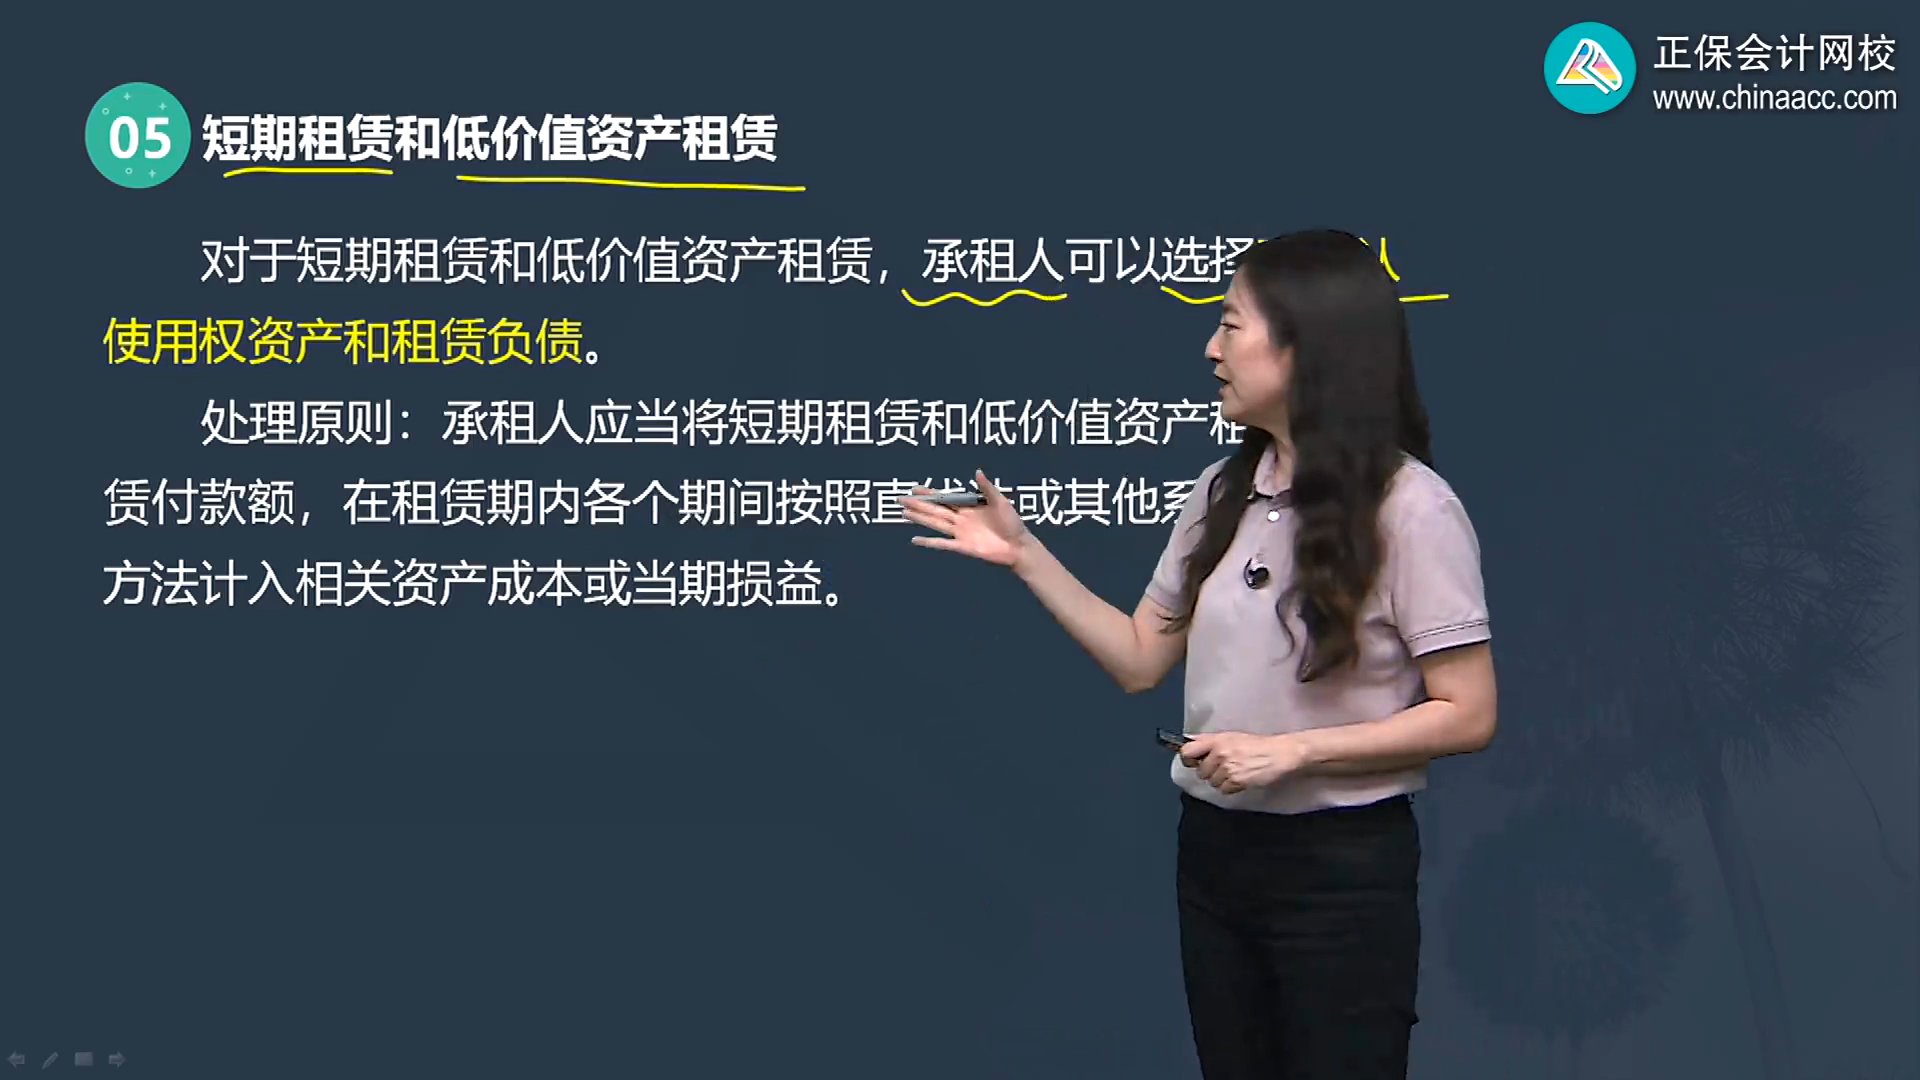 正保会计网校
www.chinaacc.com
05 短期租赁和低价值资产租赁
对于短期租赁和低价值资产租赁，承租人可以选择
使用权资产和租赁负债。
处理原则：承租人应当将短期租赁和低价值资产租
赁付款额，在租赁期内各个期间按照直线法或其他系
方法计入相关资产成本或当期损益。